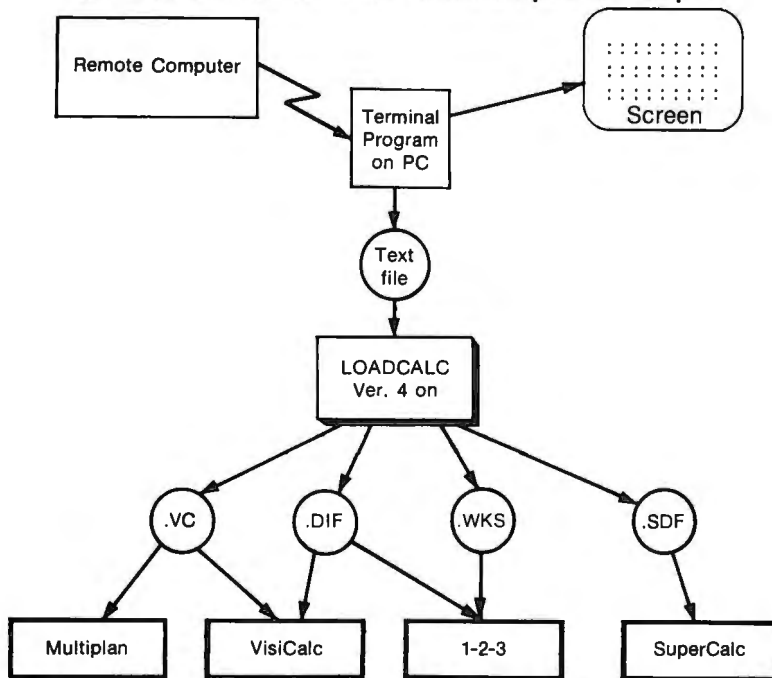 Remote Computer
Terminal
Program
on PC
Screen
Text
file
LOADCALC
Ver. 4 on
.VC
.DIF
.WKS
.SDF
Multiplan
VisiCalc
1-2-3
SuperCalc